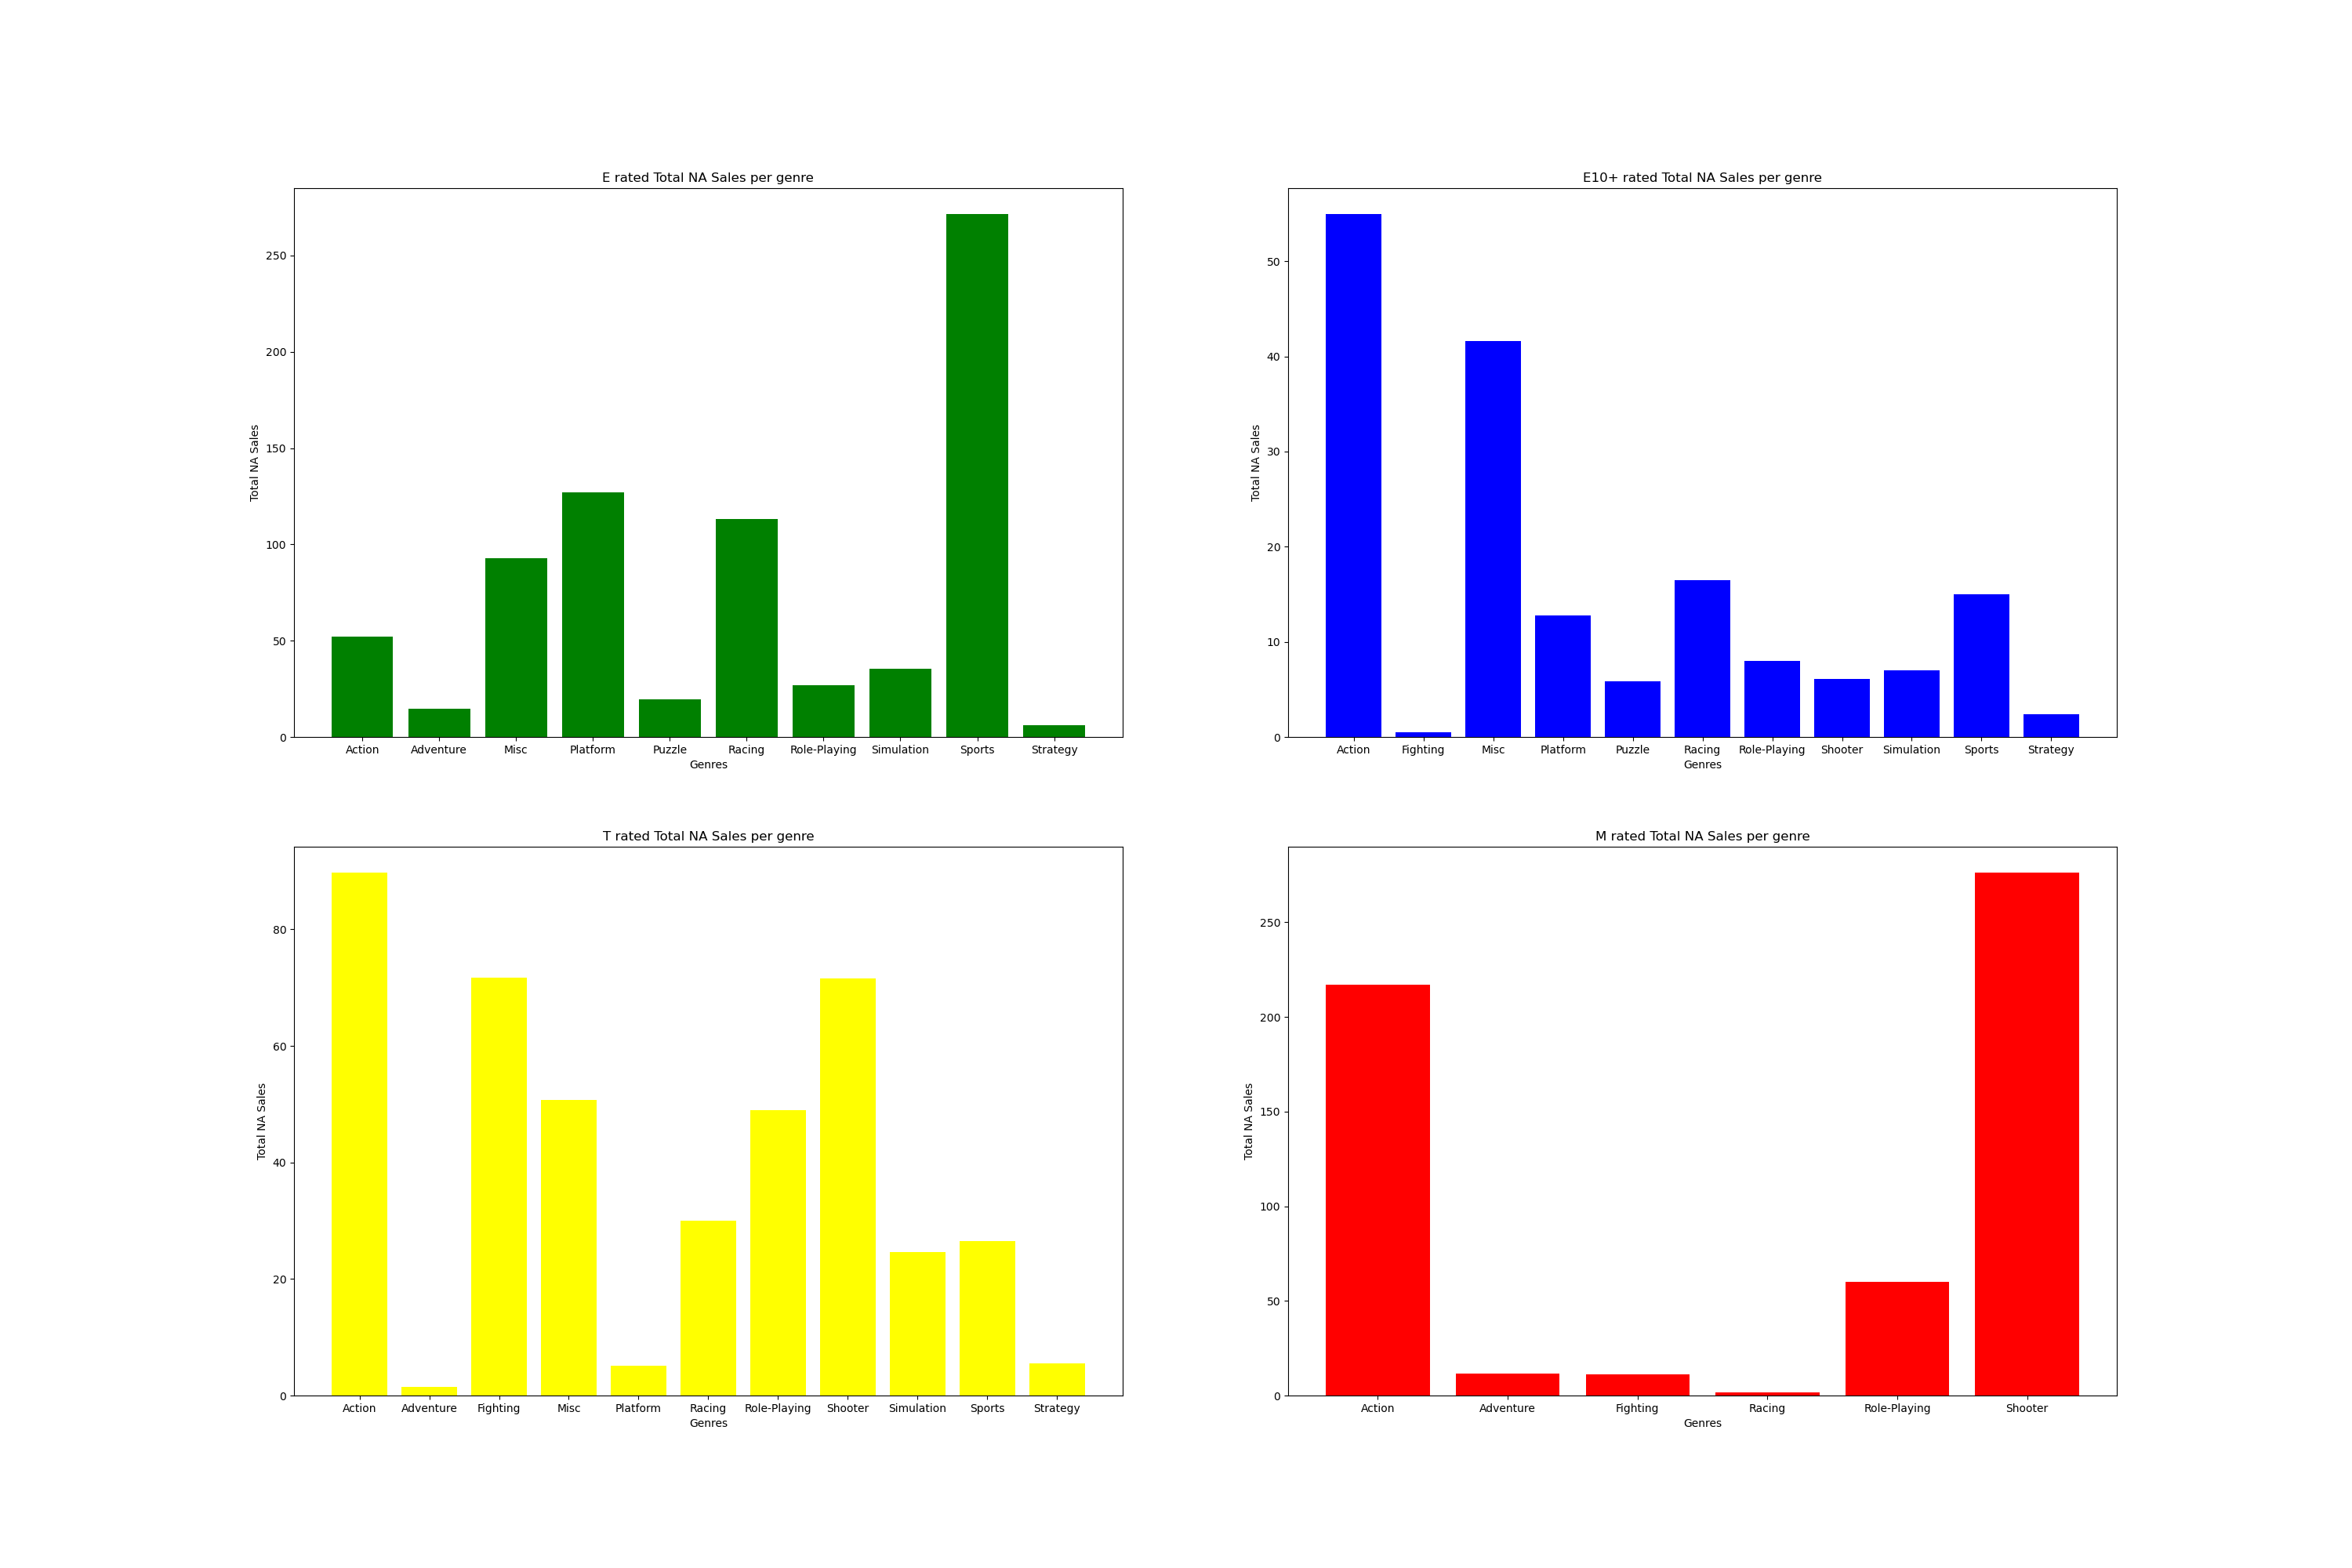 E rated Total NA Sales per genre
250
200
150
100
50
0
Total NA Sales
Action Adventure Misc Platform Puzzle Racing Role-Playing Simulation Sports Strategy
Genres
E10+ rated Total NA Sales per genre
50
40
30
20
10
0
Total NA Sales
Action Fighting Misc Platform Puzzle Racing Role-Playing Shooter Simulation Sports Strategy
Genres
T rated Total NA Sales per genre
80
60
40
20
0
Total NA Sales
Action Adventure Fighting Misc Platform Racing Role-Playing Shooter Simulation Sports Strategy
Genres
M rated Total NA Sales per genre
250
200
150
100
50
0
Total NA Sales
Action Adventure Fighting Racing Role-Playing Shooter
Genres